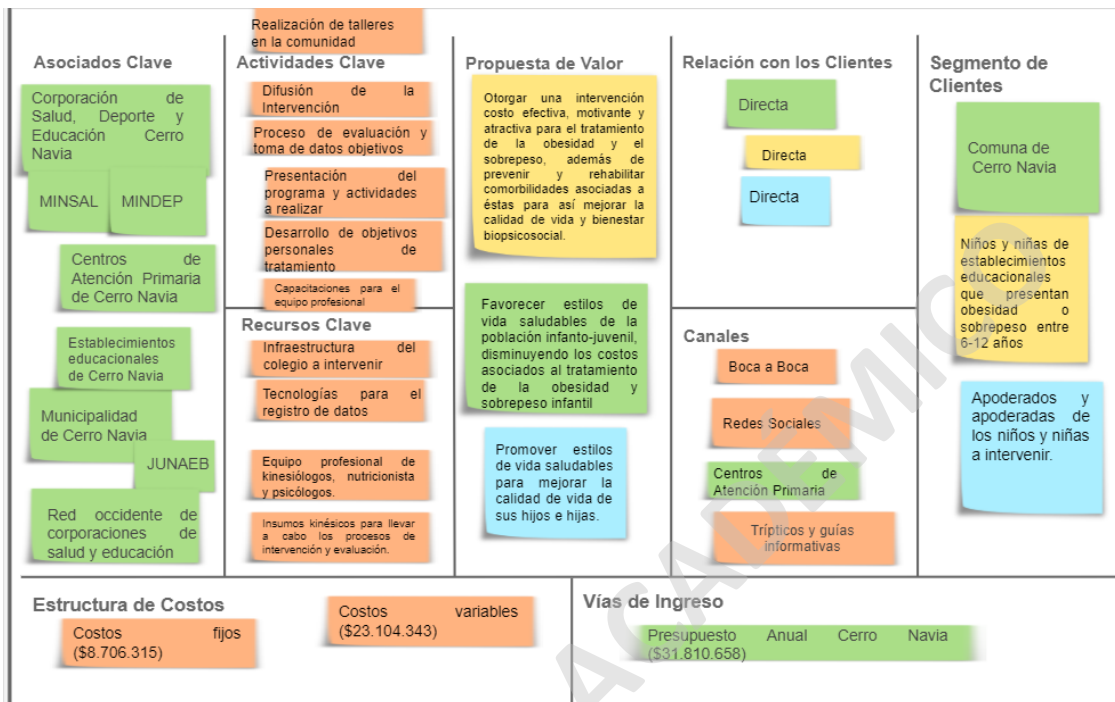 Realización de talleres
en la comunidad
Asociados Clave
Corporación de
Salud, Deporte y
Educación Cerro
Navia
MINSAL
MINDEP
Centros de
Atención Primaria
de Cerro Navia
Establecimientos
educacionales
de Cerro Navia
Municipalidad
de Cerro Navia
JUNAEB
Red occidente de
corporaciones de
salud y educación
Actividades Clave
Difusión de la
Intervención
Proceso de evaluación y
toma de datos objetivos
Presentación del
programa y actividades
a realizar
Desarrollo de objetivos
personales de
tratamiento
Capacitaciones para el
equipo profesional
Recursos Clave
Infraestructura del
colegio a intervenir
Tecnologías para el
registro de datos
Equipo profesional de
kinesiólogos, nutricionista
y psicólogos.
Insumos kinésicos para llevar
a cabo los procesos de
intervención y evaluación.
Propuesta de Valor
Otorgar una intervención
costo efectiva, motivante y
atractiva para el tratamiento
de la obesidad y el
sobrepeso, además de
prevenir y rehabilitar
comorbilidades asociadas a
éstas para así mejorar la
calidad de vida y bienestar
biopsicosocial.
Favorecer estilos de
vida saludables de la
población infanto-juvenil,
disminuyendo los costos
asociados al tratamiento
de la obesidad y
sobrepeso infantil
Promover estilos
de vida saludables
para mejorar la
calidad de vida de
sus hijos e hijas.
Relación con los Clientes
Directa
Directa
Directa
Canales
Boca a Boca
Redes Sociales
Centros de
Atención Primaria
Trípticos y guías
informativas
Segmento de
Clientes
Comuna de
Cerro Navia
Niños y niñas de
establecimientos
educacionales
que presentan
obesidad o
sobrepeso entre
6-12 años
Apoderados y
apoderadas de
los niños y niñas
a intervenir.
Estructura de Costos
Costos fijos
($8.706.315)
Costos variables
($23.104.343)
Vías de Ingreso
Presupuesto Anual Cerro Navia
($31.810.658)
ACADÉMICO